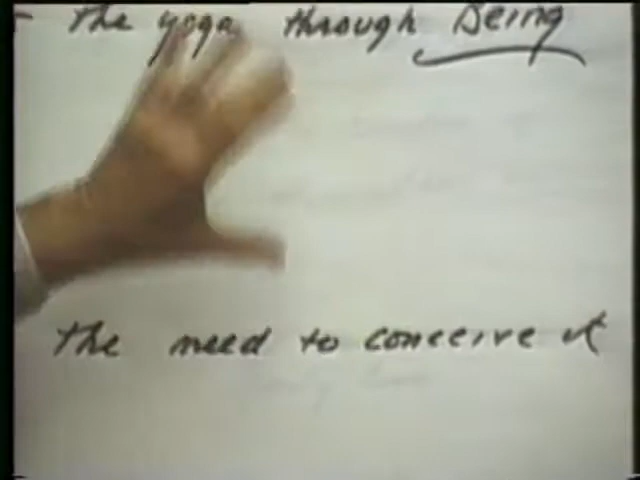 - the yoga through Being
the need to conceive it